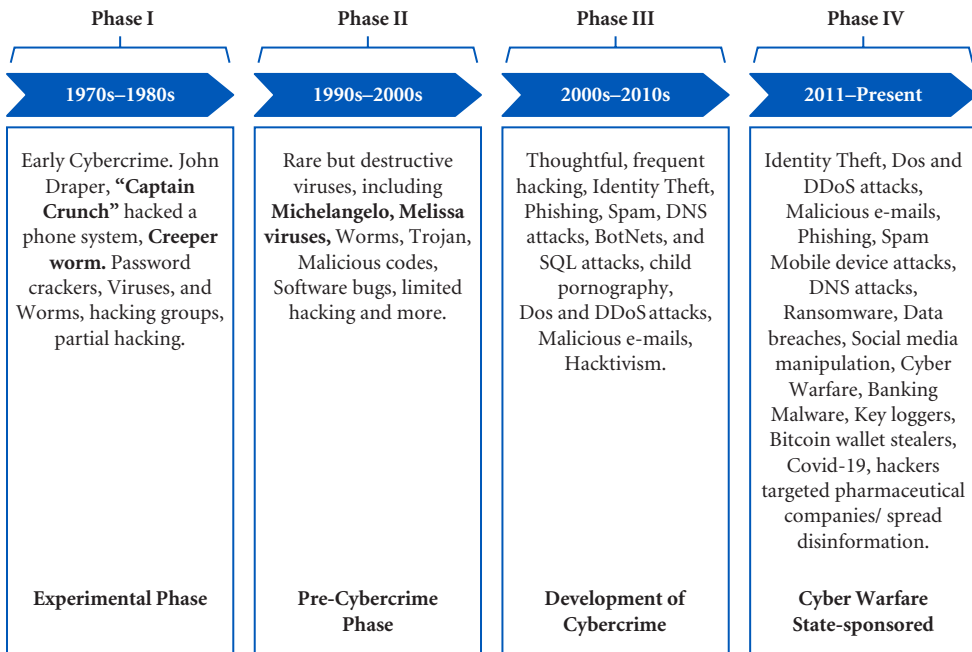 Phase I
1970s–1980s
Early Cybercrime. John
Draper, “Captain
Crunch” hacked a
phone system, Creeper
worm. Password
crackers, Viruses, and
Worms, hacking groups,
partial hacking.
Experimental Phase
Phase II
1990s–2000s
Rare but destructive
viruses, including
Michelangelo, Melissa
viruses, Worms, Trojan,
Malicious codes,
Software bugs, limited
hacking and more.
Pre-Cybercrime
Phase
Phase III
2000s–2010s
Thoughtful, frequent
hacking, Identity Theft,
Phishing, Spam, DNS
attacks, BotNets, and
SQL attacks, child
pornography,
Dos and DDoS attacks,
Malicious e-mails,
Hacktivism.
Development of
Cybercrime
Phase IV
2011–Present
Identity Theft, Dos and
DDoS attacks,
Malicious e-mails,
Phishing, Spam
Mobile device attacks,
DNS attacks,
Ransomware, Data
breaches, Social media
manipulation, Cyber
Warfare, Banking
Malware, Key loggers,
Bitcoin wallet stealers,
Covid-19, hackers
targeted pharmaceutical
companies/ spread
disinformation.
Cyber Warfare
State-sponsored